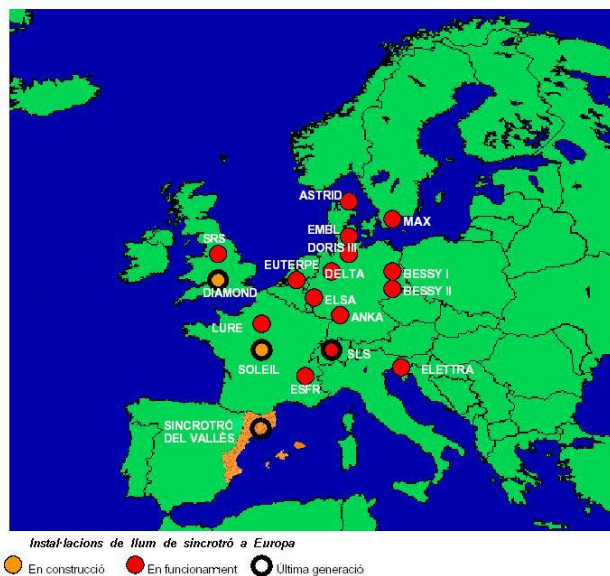 ASTRID
MAX
EMBL
SRS
DORIS III
EUTERPE
DELTA
BESSY I
DIAMOND
BESSY II
ELSA
ANKA
LURE
SOLEIL
SLS
ELETTRA
ESFR
SINCROTRÓ
DEL VALLÈS
Instal·lacions de llum de sincrotró a Europa
En construcció
En funcionament
Última generació